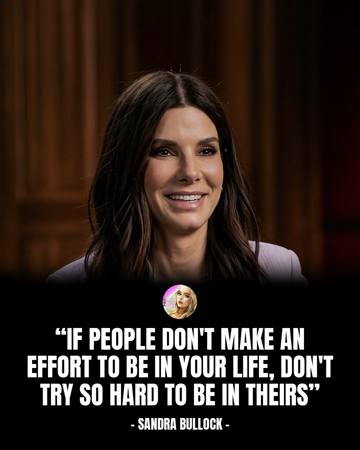 “IF PEOPLE DON'T MAKE AN
EFFORT TO BE IN YOUR LIFE, DON'T
TRY SO HARD TO BE IN THEIRS”
- SANDRA BULLOCK -